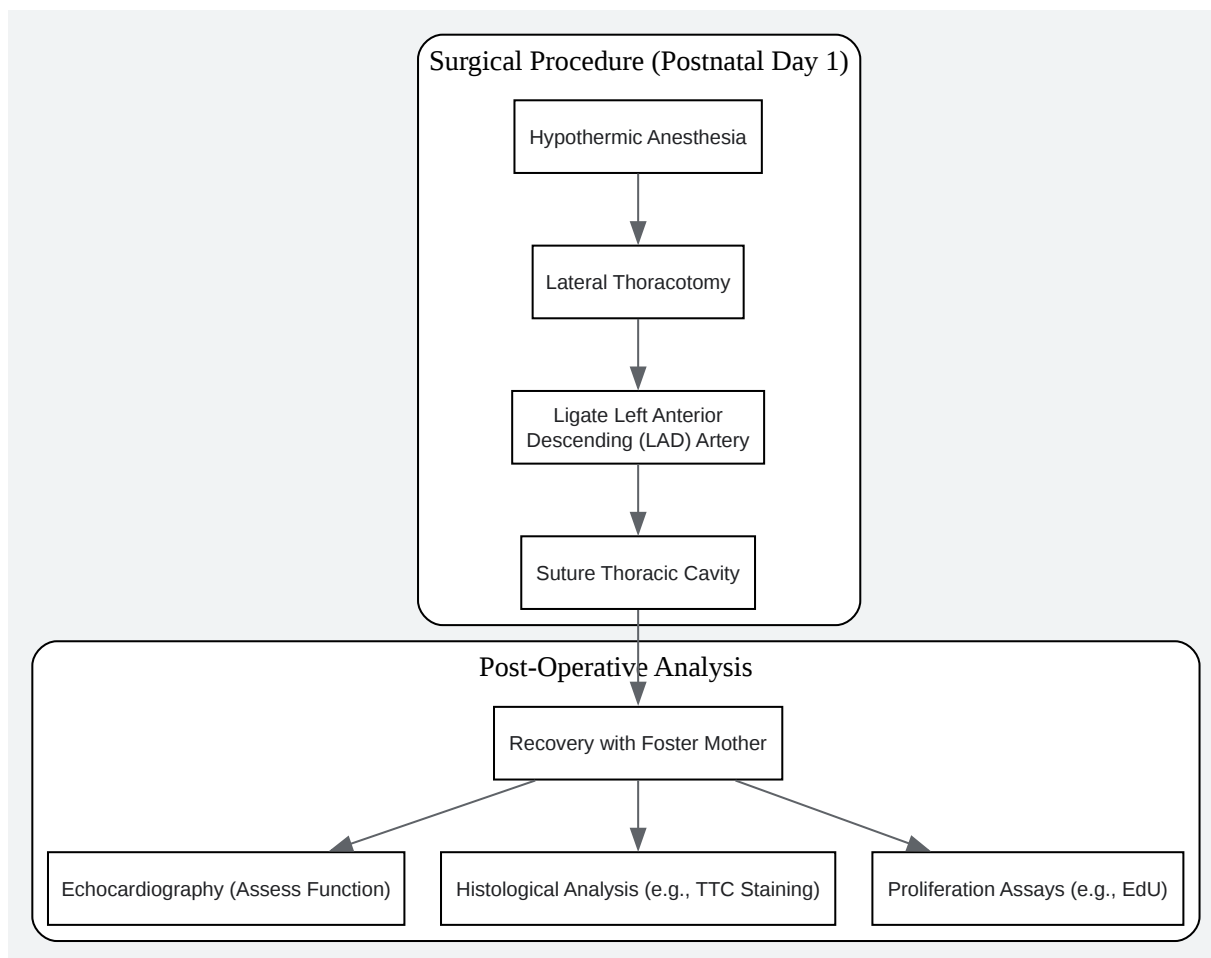 Surgical Procedure (Postnatal Day 1)
Hypothermic Anesthesia
Lateral Thoracotomy
Ligate Left Anterior
Descending (LAD) Artery
Suture Thoracic Cavity
Post-Operative Analysis
Recovery with Foster Mother
Echocardiography (Assess Function)
Histological Analysis (e.g., TTC Staining)
Proliferation Assays (e.g., EdU)